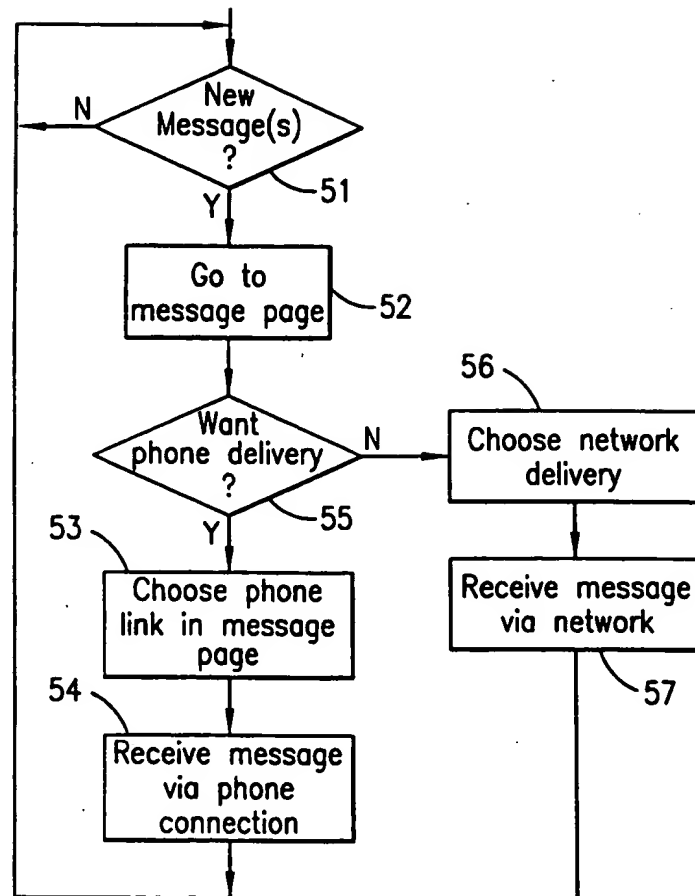 N
New
Message(s)
?
51
Y
Go to
message page
52
Want
phone delivery
?
N
55
Y
56
Choose network
delivery
53
Choose phone
link in message
page
Receive message
via network
57
54
Receive message
via phone
connection